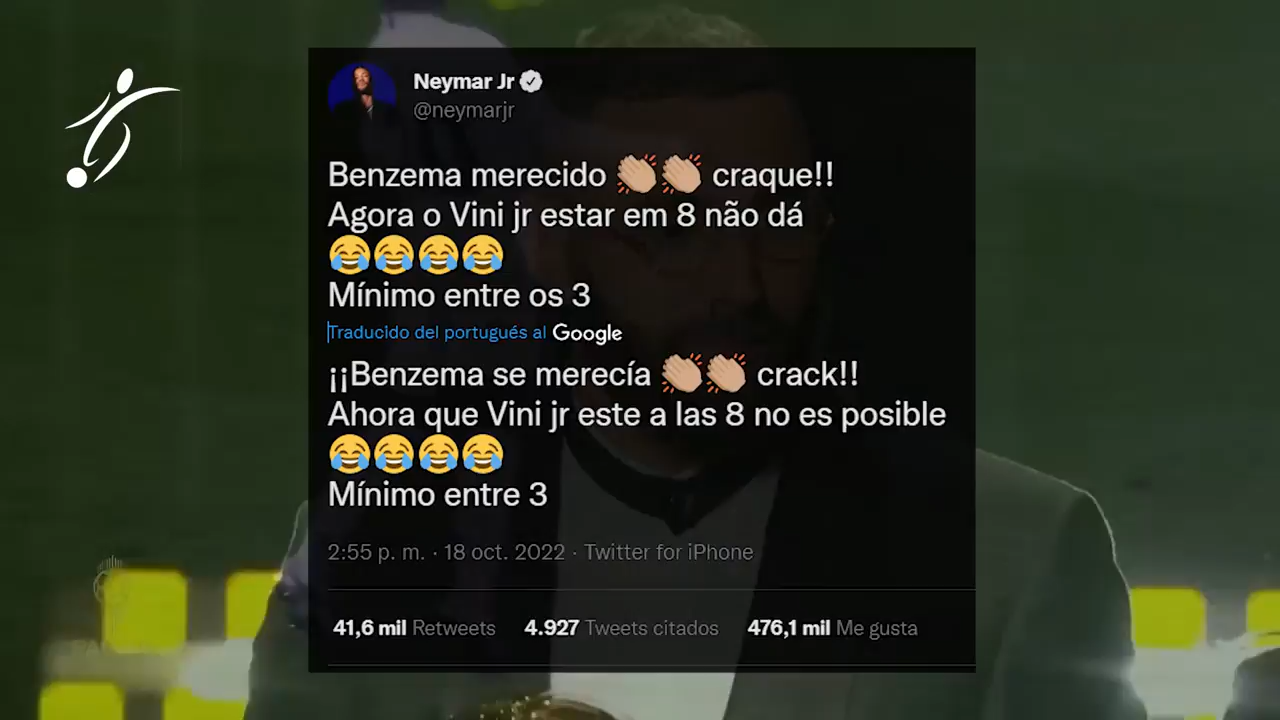 Neymar Jr
@neymarjr
Benzema merecido 👏🏼👏🏼 craque!!
Agora o Vini jr estar em 8 não dá
😂😂😂😂
Mínimo entre os 3
Traducido del portugués al Google
¡¡Benzema se merecía 👏🏼👏🏼 crack!!
Ahora que Vini jr este a las 8 no es posible
😂😂😂😂
Mínimo entre 3
2:55 p. m. · 18 oct. 2022 · Twitter for iPhone
41,6 mil Retweets 4.927 Tweets citados 476,1 mil Me gusta